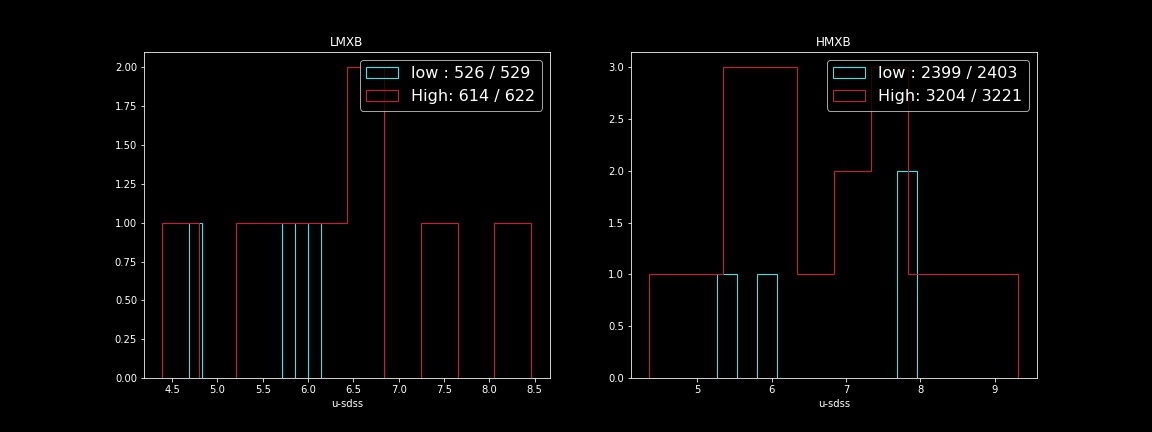 LMXB
low : 526 / 529
High: 614 / 622
2.00
1.75
1.50
1.25
1.00
0.75
0.50
0.25
0.00
4.5 5.0 5.5 6.0 6.5 7.0 7.5 8.0 8.5
u-sdss
HMXB
low : 2399 / 2403
High: 3204 / 3221
3.0
2.5
2.0
1.5
1.0
0.5
0.0
5 6 7 8 9
u-sdss